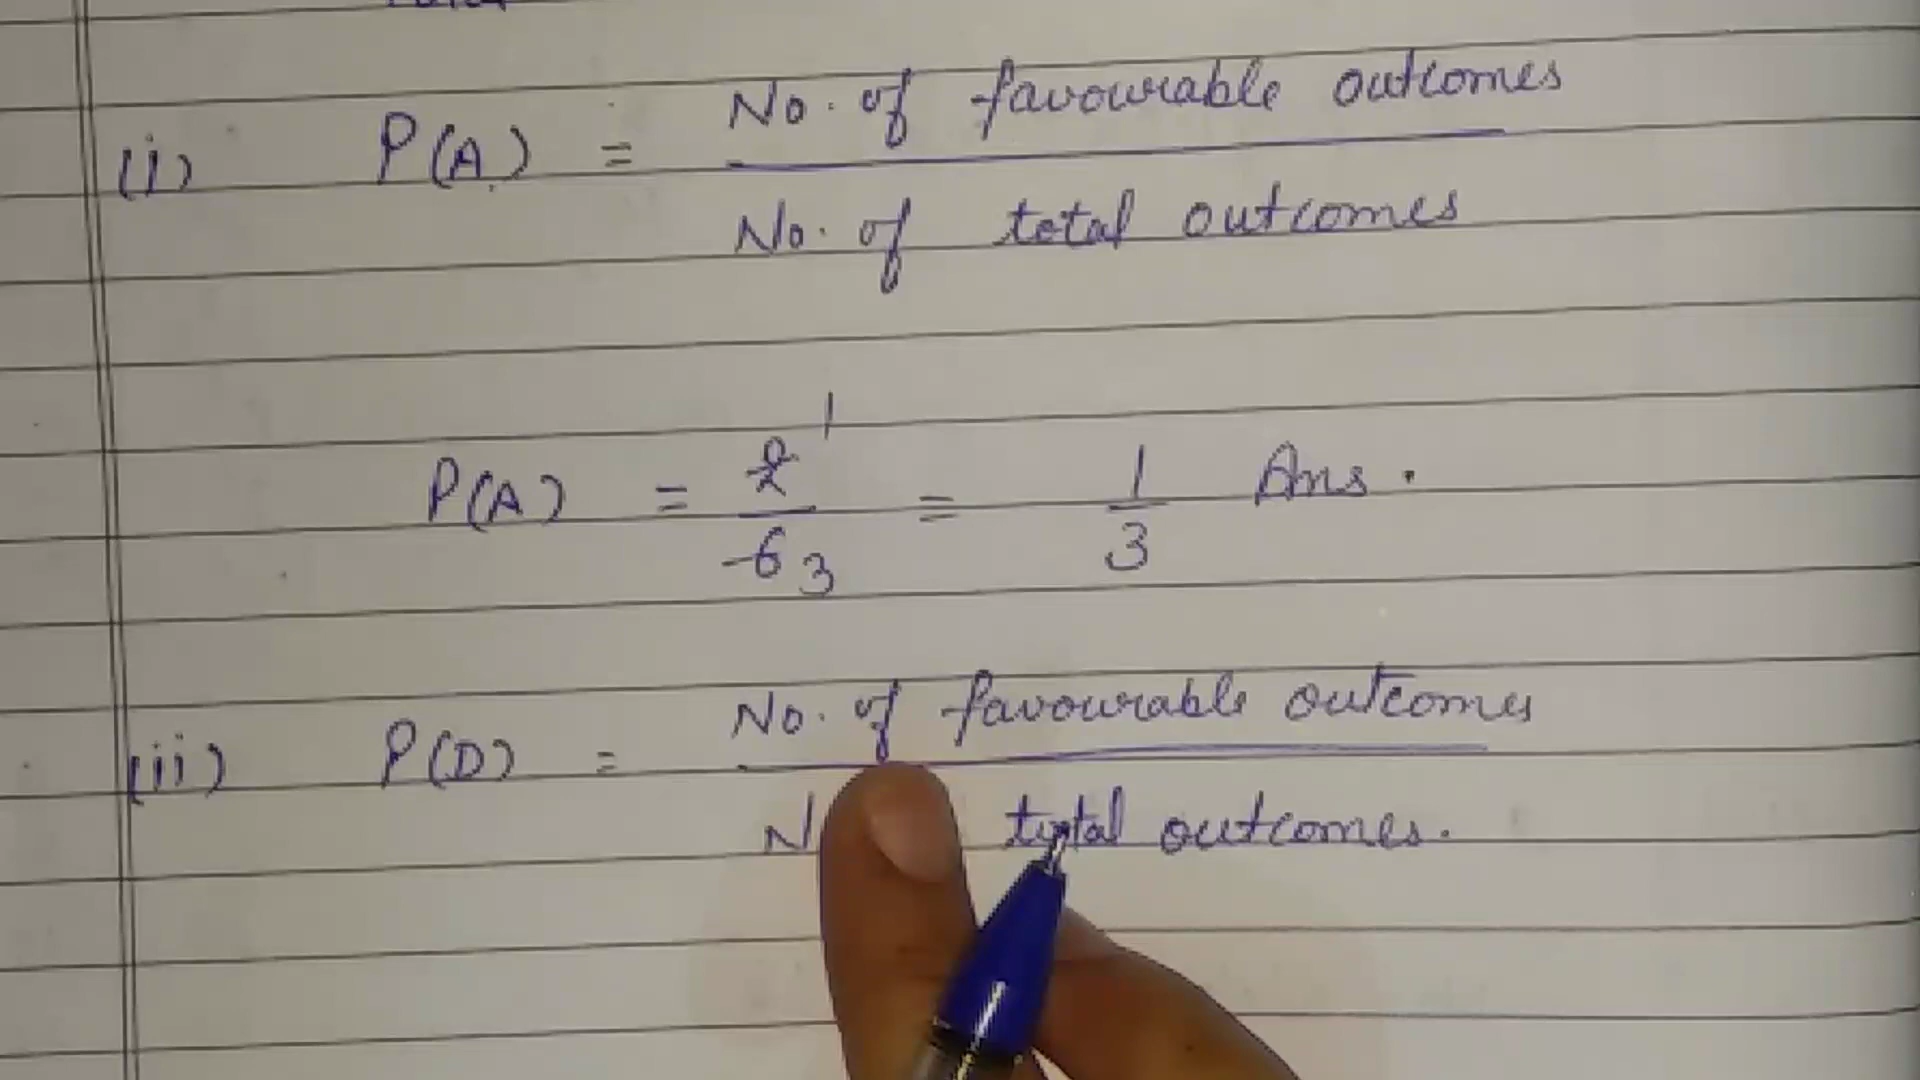 (i) P(A) = No. of favourable outcomes
No. of total outcomes
P(A) = 2 1 / 6 3 = 1/3 Ans.
(ii) P(D) = No. of favourable outcomes
N total outcomes.